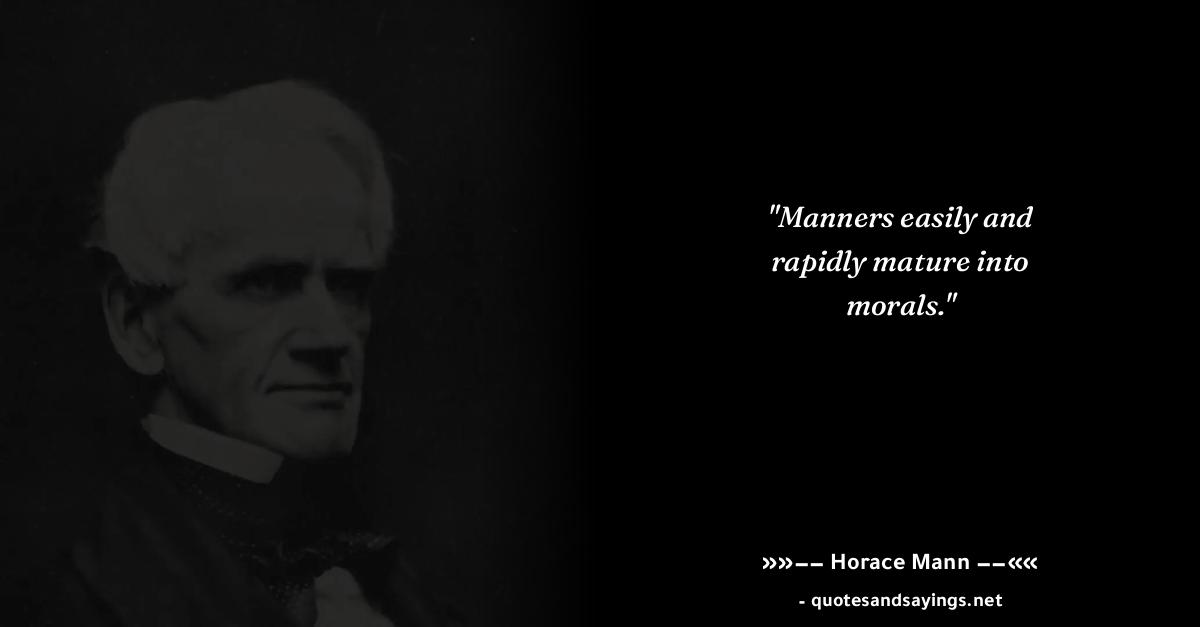 "Manners easily and
rapidly mature into
morals."
»»−− Horace Mann −−««
- quotesandsayings.net